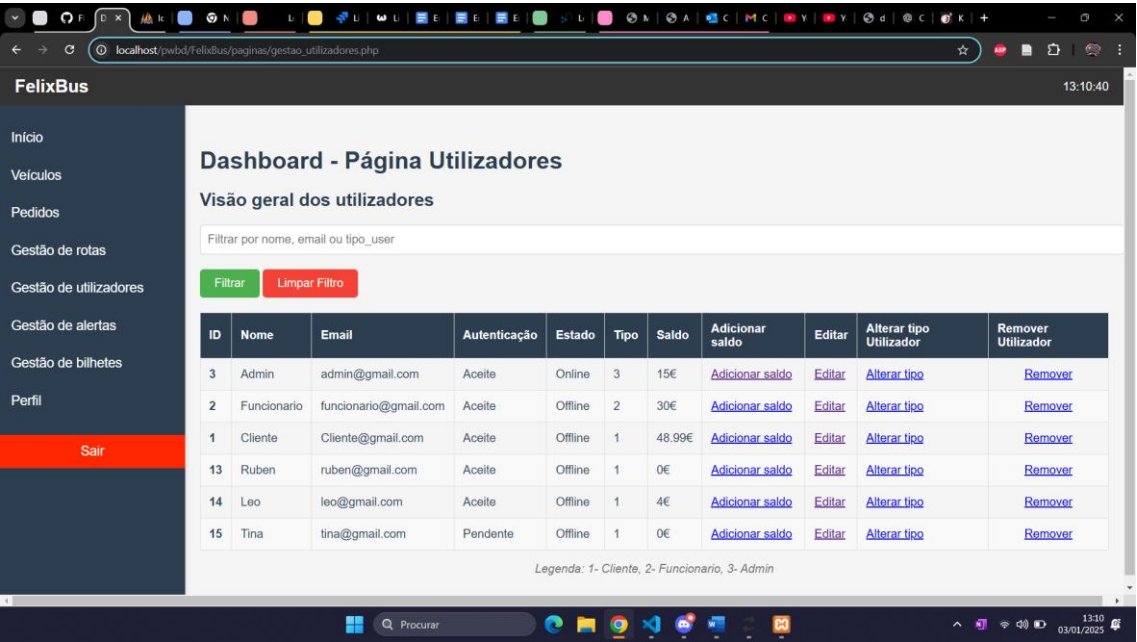 localhost/pwbd/FelixBus/paginas/gestao_utilizadores.php
FelixBus 13:10:40
Início
Veículos
Pedidos
Gestão de rotas
Gestão de utilizadores
Gestão de alertas
Gestão de bilhetes
Perfil
Sair
Dashboard - Página Utilizadores
Visão geral dos utilizadores
Filtrar por nome, email ou tipo_user
Filtrar Limpar Filtro
ID Nome Email Autenticação Estado Tipo Saldo Adicionar saldo Editar Alterar tipo Utilizador Remover Utilizador
3 Admin admin@gmail.com Aceite Online 3 15€ Adicionar saldo Editar Alterar tipo Remover
2 Funcionario funcionario@gmail.com Aceite Offline 2 30€ Adicionar saldo Editar Alterar tipo Remover
1 Cliente Cliente@gmail.com Aceite Offline 1 48.99€ Adicionar saldo Editar Alterar tipo Remover
13 Ruben ruben@gmail.com Aceite Offline 1 0€ Adicionar saldo Editar Alterar tipo Remover
14 Leo leo@gmail.com Aceite Offline 1 4€ Adicionar saldo Editar Alterar tipo Remover
15 Tina tina@gmail.com Pendente Offline 1 0€ Adicionar saldo Editar Alterar tipo Remover
Legenda: 1- Cliente, 2- Funcionario, 3- Admin
Procurar
13:10
03/01/2025